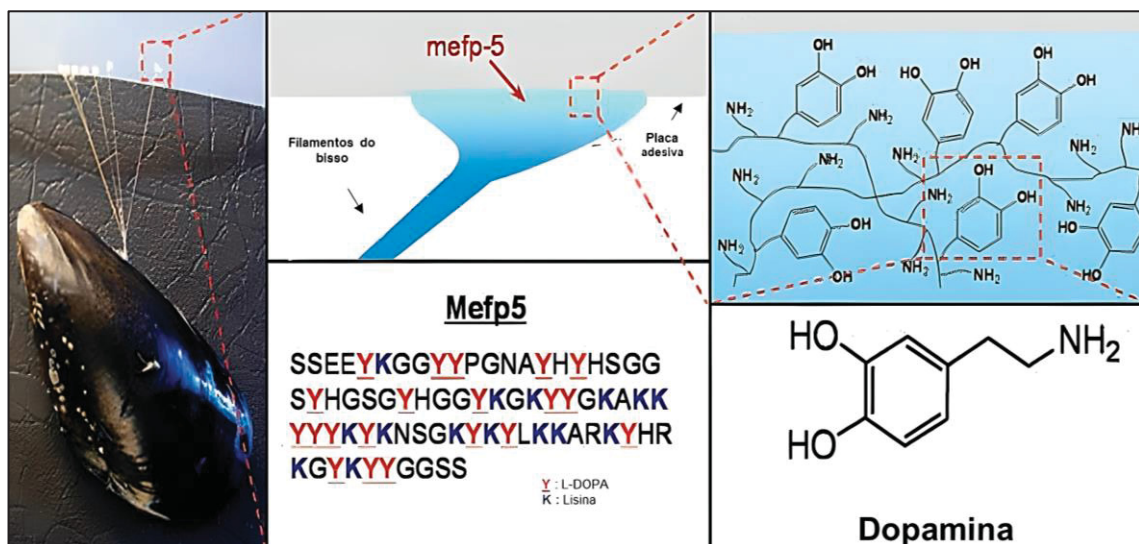 mefp-5
Filamentos do
bisso
Placa
adesiva
Mefp5
SSEEYKGGYYPGNAYHYHSGG
SYHGSGYHGGYKGKYYGKAKK
YYYKYKNSGKYKYLKKARKYHR
KGYKYYGGSS
Y : L-DOPA
K : Lisina
OH
OH
OH
OH
HO
OH
OH
NH₂
NH₂
NH₂
NH₂
NH₂
NH₂
OH
NH₂
NH₂
OH
NH₂
HO
NH₂
OH
NH₂
NH₂
OH
HO
HO
NH₂
Dopamina